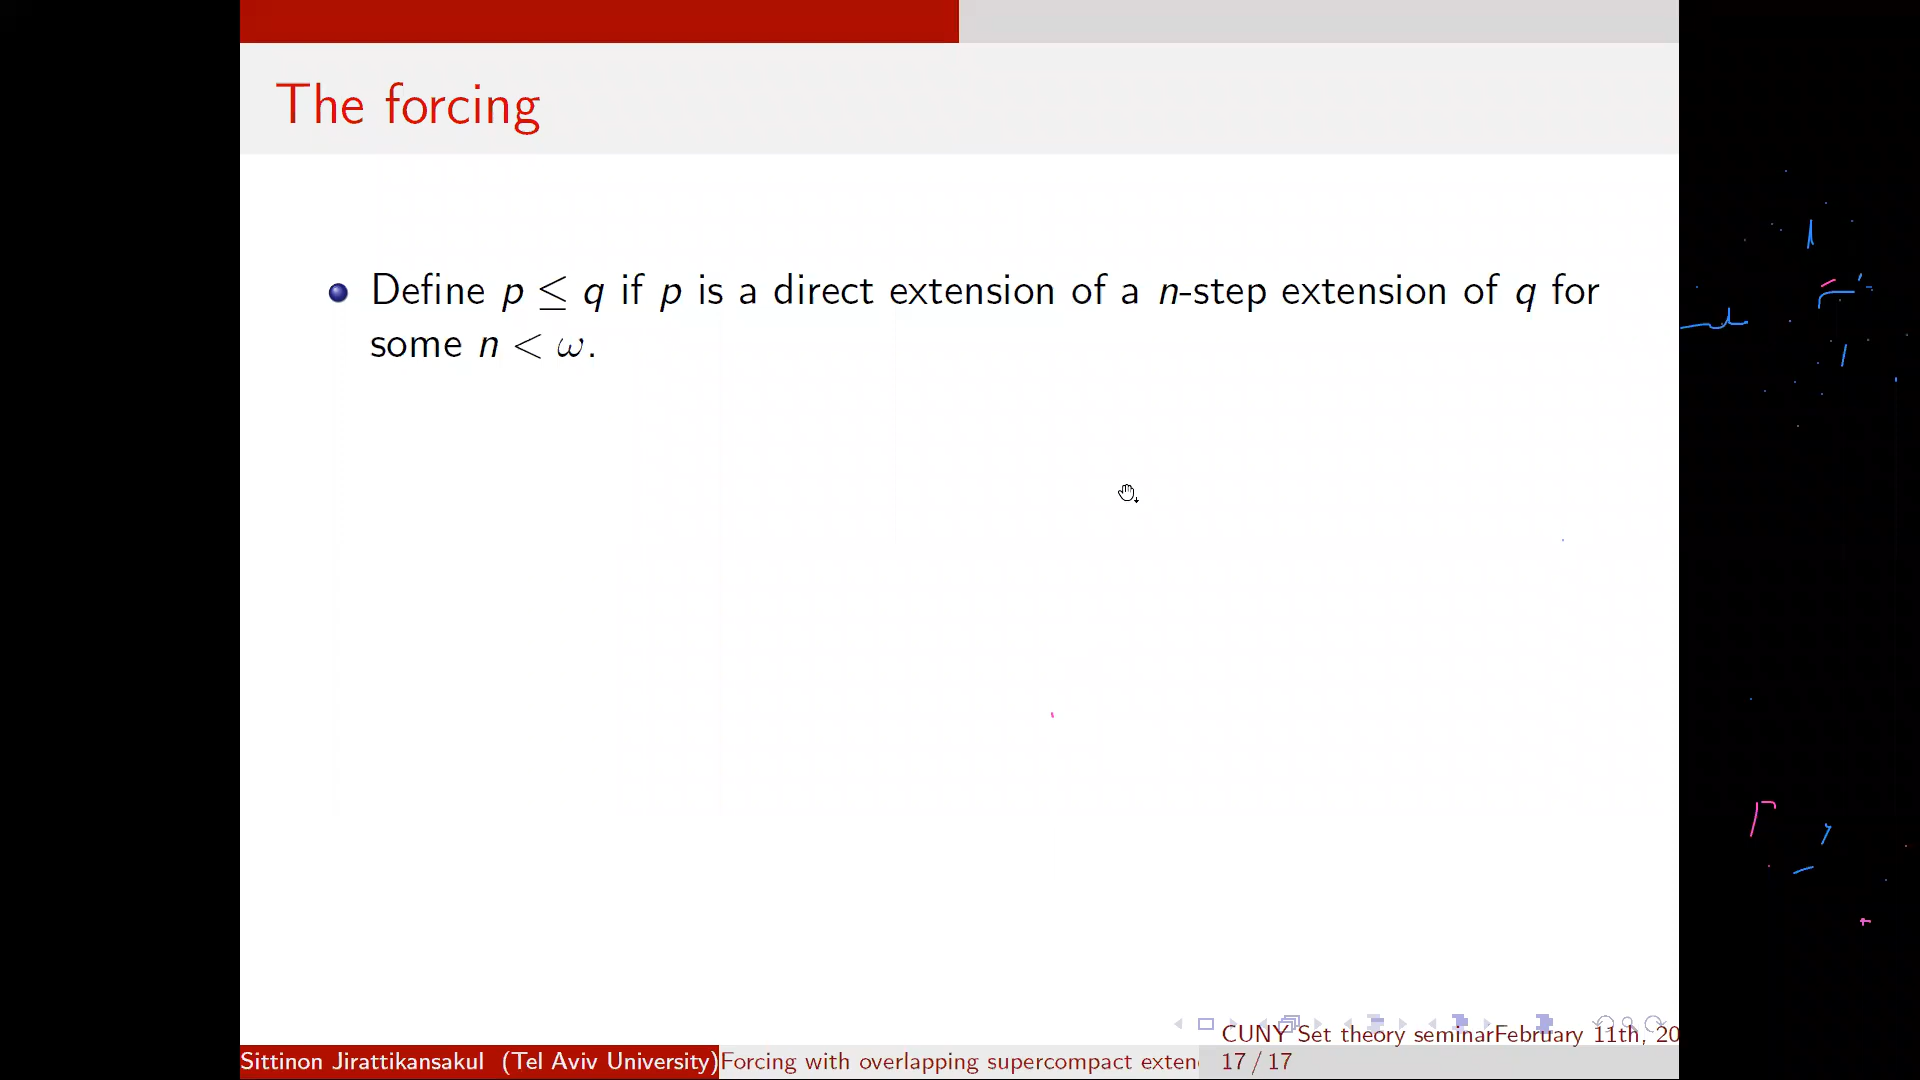 The forcing
Define p ≤ q if p is a direct extension of a n-step extension of q for
some n < ω.
CUNY Set theory seminarFebruary 11th, 20
Sittinon Jirattikansakul (Tel Aviv University) Forcing with overlapping supercompact exten 17 / 17